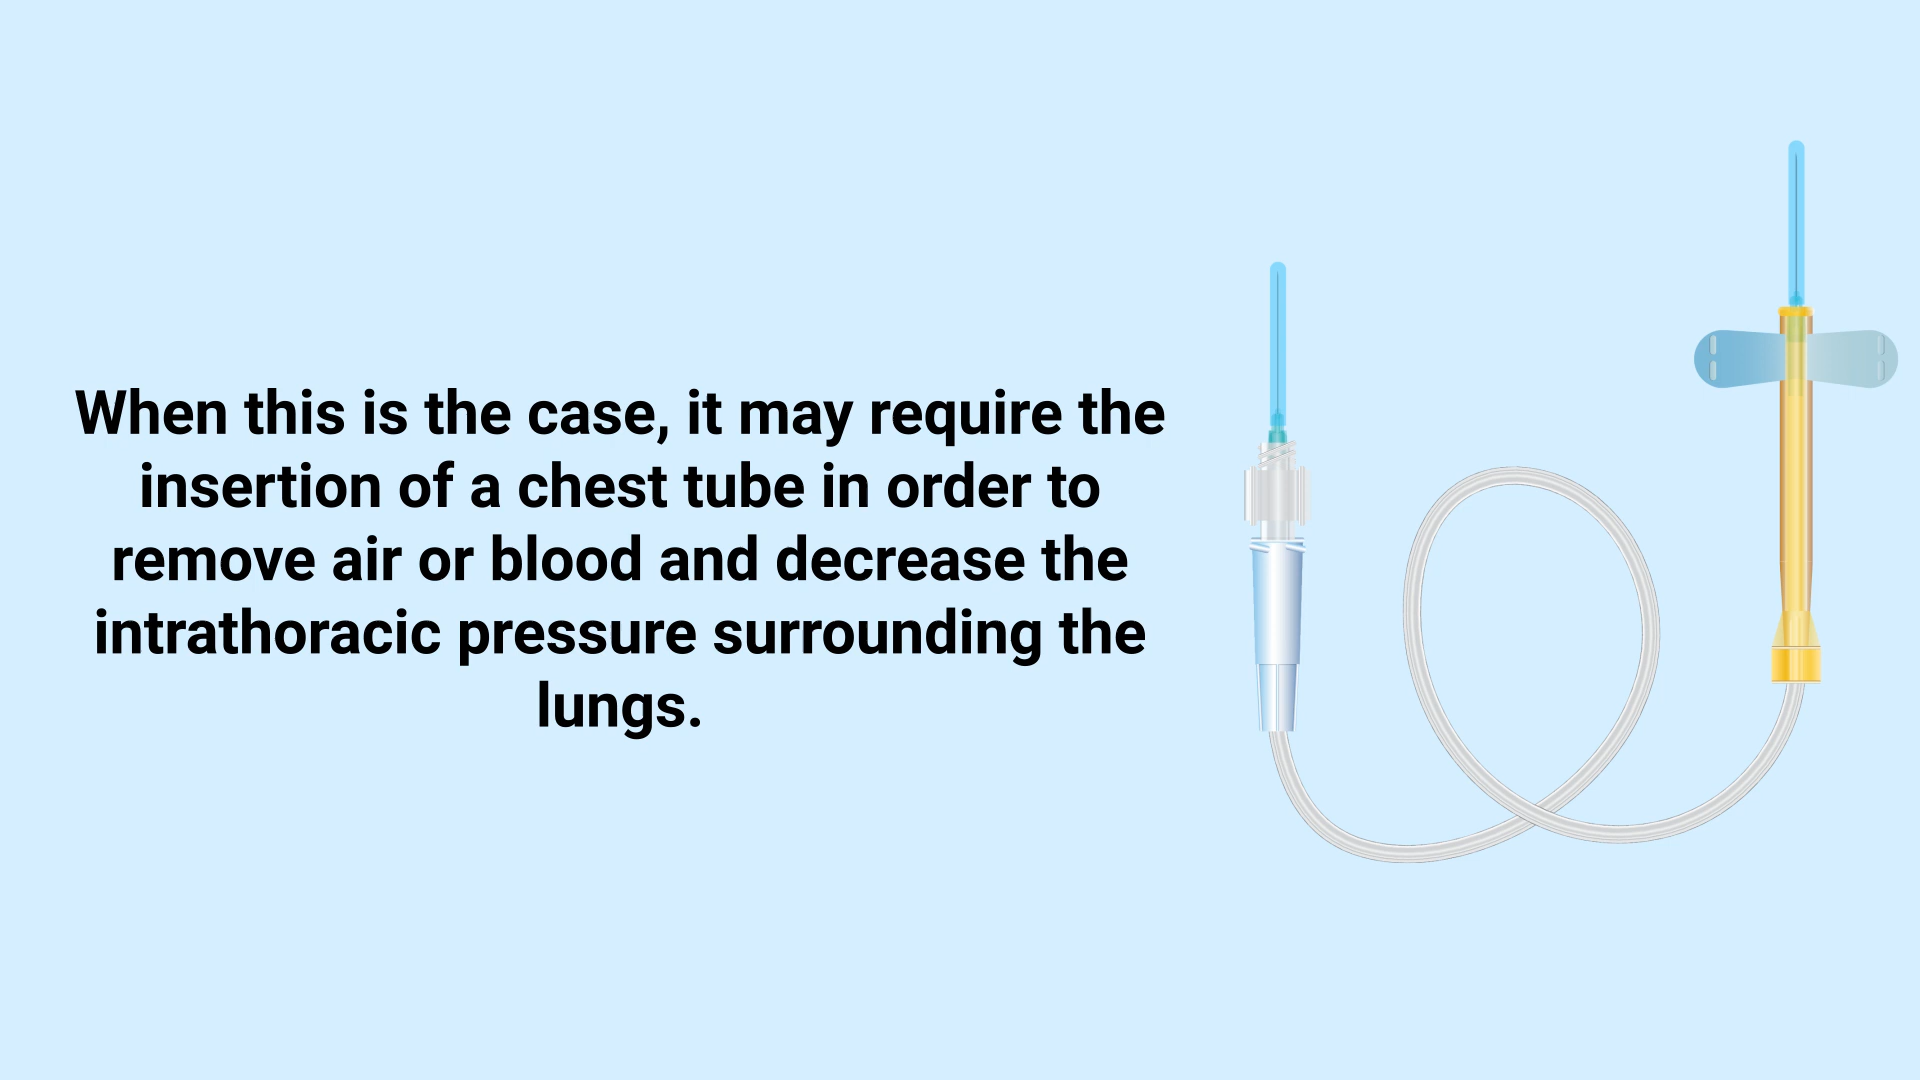 When this is the case, it may require the
insertion of a chest tube in order to
remove air or blood and decrease the
intrathoracic pressure surrounding the
lungs.